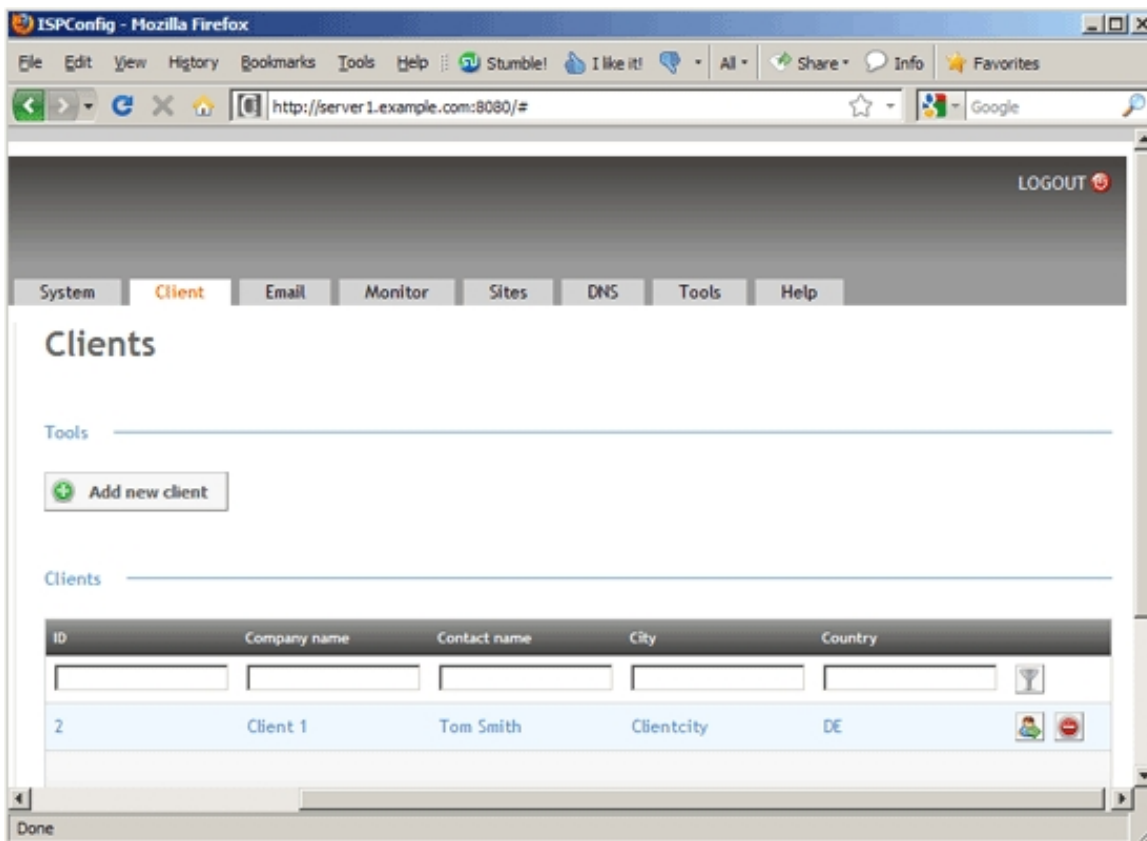 ISPConfig - Mozilla Firefox
File Edit View History Bookmarks Tools Help Stumble! I like it! All Share Info Favorites
http://server1.example.com:8080/# Google
LOGOUT
System Client Email Monitor Sites DNS Tools Help
Clients
Tools
Add new client
Clients
ID Company name Contact name City Country
2 Client 1 Tom Smith Clientcity DE
Done